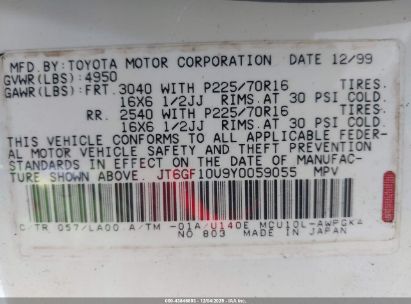 MFD.BY:TOYOTA MOTOR CORPORATION DATE 12/99
GVWR(LBS):4950
GAWR(LBS):FRT. 3040 WITH P225/70R16 TIRES.
16X6 1/2JJ RIMS.AT 30 PSI COLD.
RR. 2540 WITH P225/70R16 TIRES.
16X6 1/2JJ RIMS.AT 30 PSI COLD.
THIS VEHICLE CONFORMS TO ALL APPLICABLE FEDER-
AL MOTOR VEHICLE SAFETY AND THEFT PREVENTION
STANDARDS IN EFFECT ON THE DATE OF MANUFAC-
TURE SHOWN ABOVE. JT6GF10U9Y0059055 MPV
C/TR 057/LA00 A/TM -01A/U140E MCU10L-AWPGKA
NO 803 MADE IN JAPAN